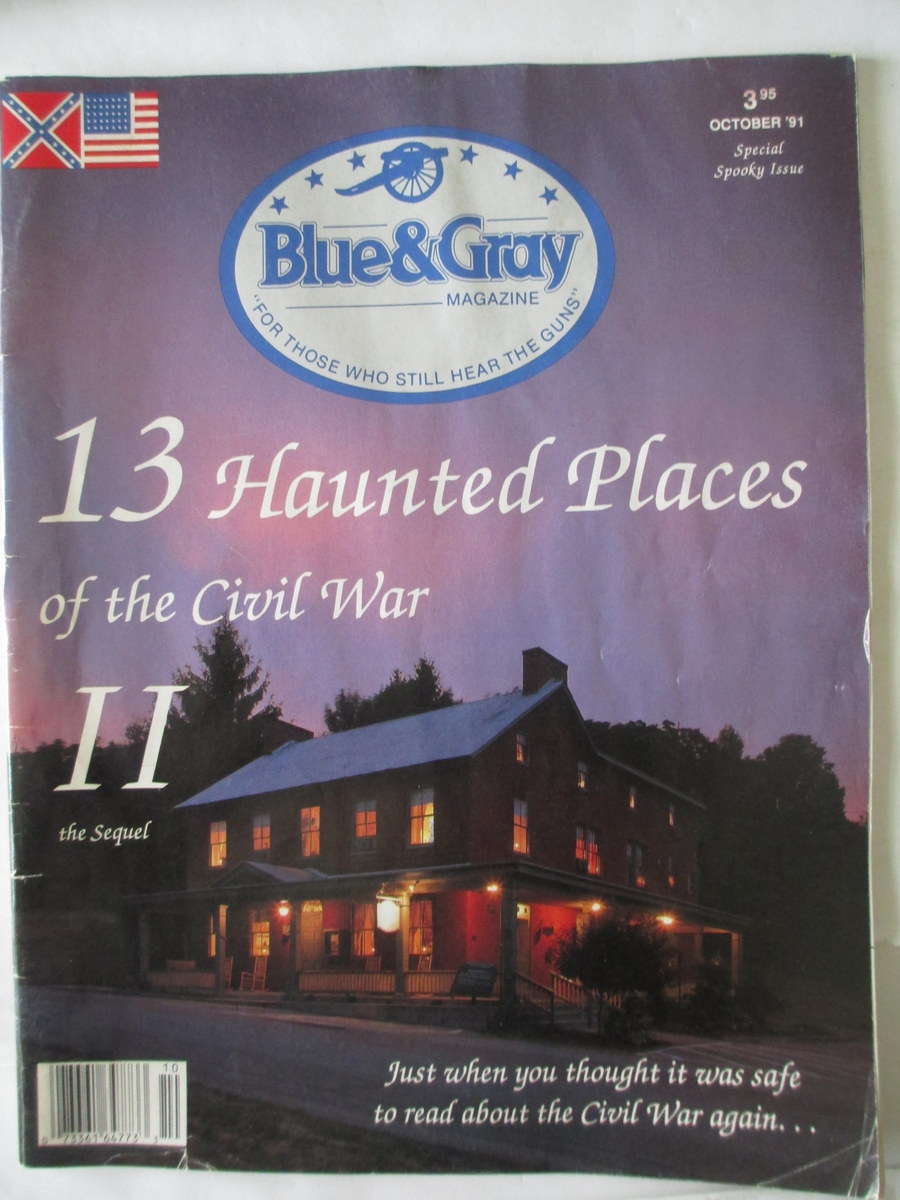 3 95
OCTOBER '91
Special
Spooky Issue
Blue&Gray
MAGAZINE
"FOR THOSE WHO STILL HEAR THE GUNS"
13 Haunted Places
of the Civil War
II
the Sequel
Just when you thought it was safe
to read about the Civil War again. . .
10